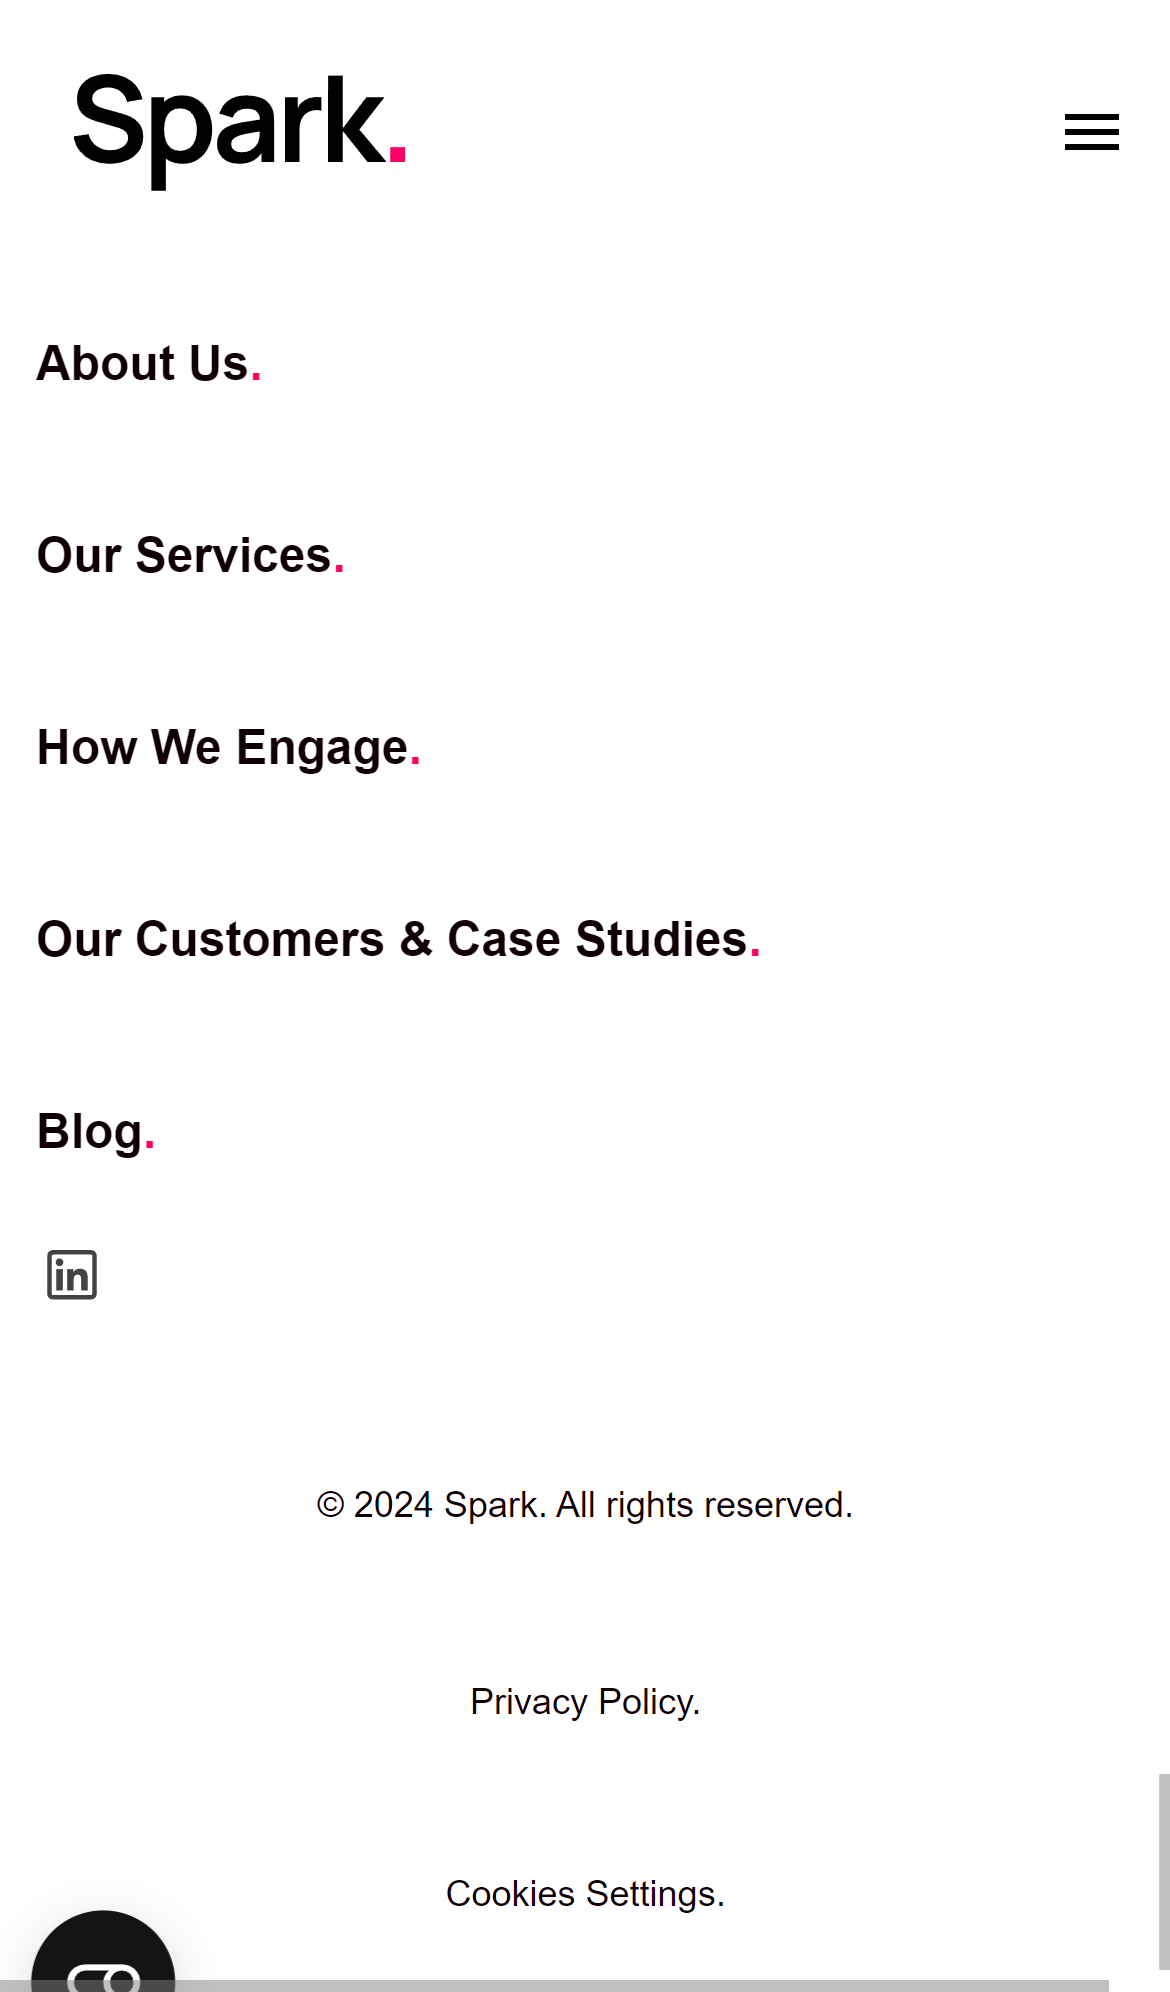 Spark.
About Us.
Our Services.
How We Engage.
Our Customers & Case Studies.
Blog.
in
© 2024 Spark. All rights reserved.
Privacy Policy.
Cookies Settings.